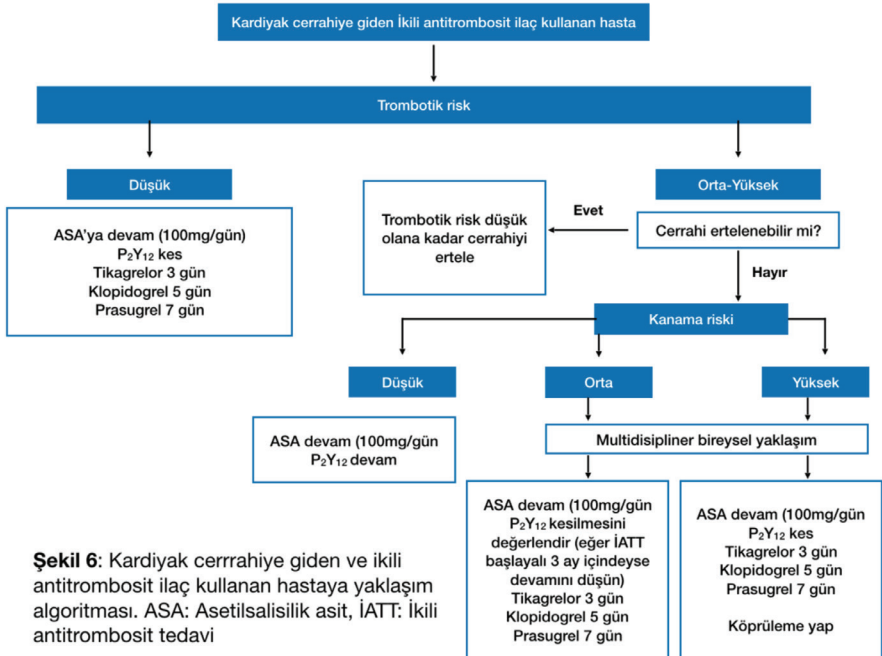 Kardiyak cerrahiye giden İkili antitrombosit ilaç kullanan hasta
Trombotik risk
Düşük
Orta-Yüksek
ASA'ya devam (100mg/gün)
P₂Y₁₂ kes
Tikagrelor 3 gün
Klopidogrel 5 gün
Prasugrel 7 gün
Trombotik risk düşük
olana kadar cerrahiyi
ertele
Evet
Cerrahi ertelenebilir mi?
Hayır
Kanama riski
Düşük
Orta
Yüksek
ASA devam (100mg/gün
P₂Y₁₂ devam
Multidisipliner bireysel yaklaşım
ASA devam (100mg/gün
P₂Y₁₂ kesilmesini
değerlendir (eğer İATT
başlayalı 3 ay içindeyse
devamını düşün)
Tikagrelor 3 gün
Klopidogrel 5 gün
Prasugrel 7 gün
ASA devam (100mg/gün
P₂Y₁₂ kes
Tikagrelor 3 gün
Klopidogrel 5 gün
Prasugrel 7 gün
Köprüleme yap
Şekil 6: Kardiyak cerrrahiye giden ve ikili
antitrombosit ilaç kullanan hastaya yaklaşım
algoritması. ASA: Asetilsalisilik asit, İATT: İkili
antitrombosit tedavi